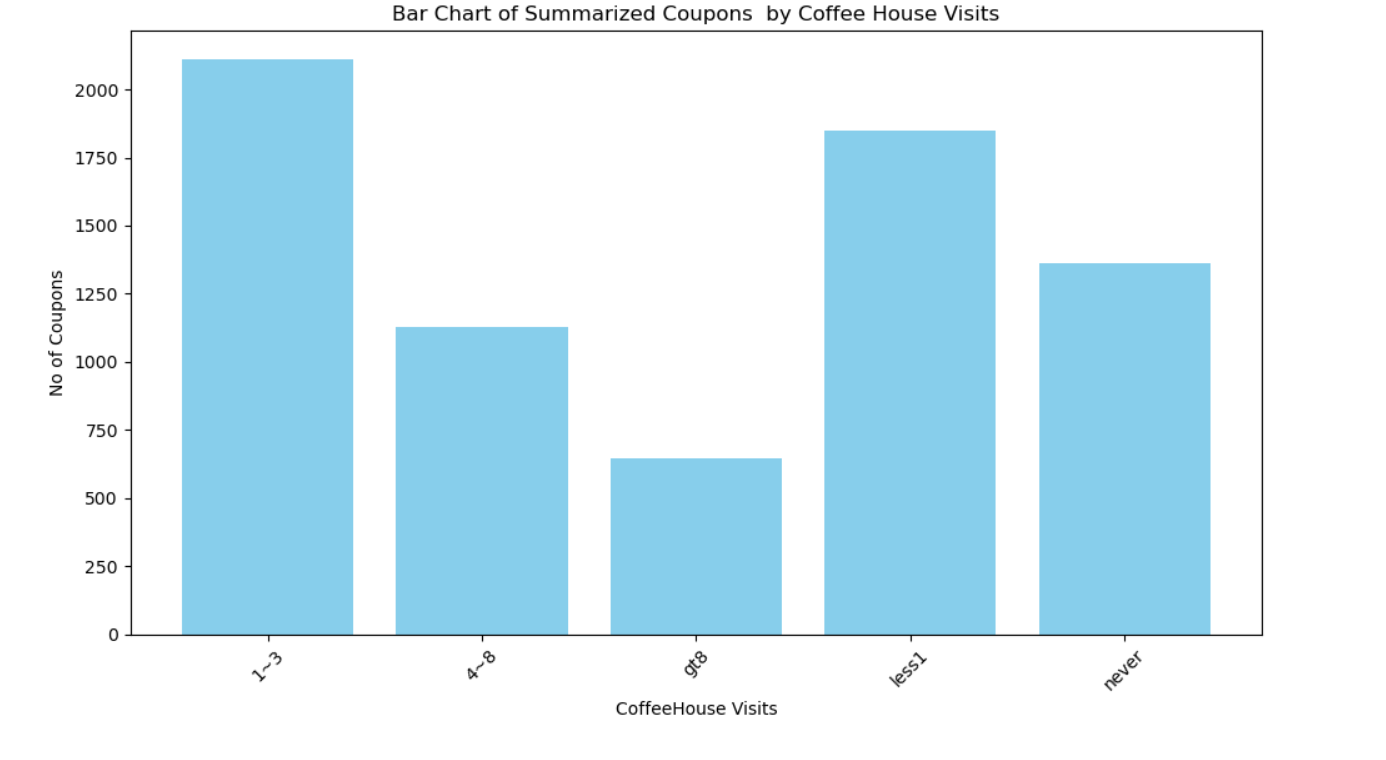 Bar Chart of Summarized Coupons  by Coffee House Visits
No of Coupons
2000
1750
1500
1250
1000
750
500
250
0
1~3
4~8
gt8
less1
never
CoffeeHouse Visits